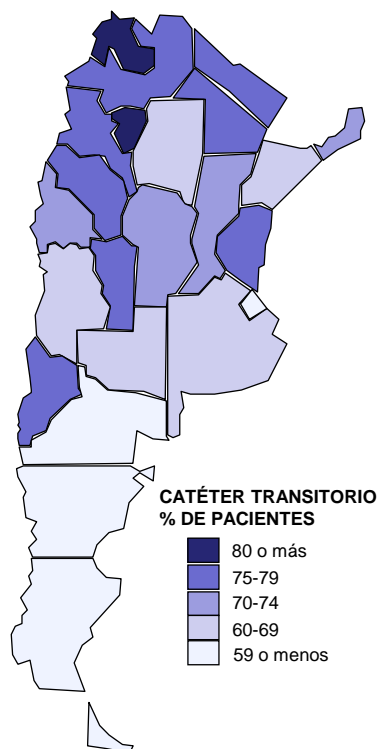 CATÉTER TRANSITORIO
% DE PACIENTES
80 o más
75-79
70-74
60-69
59 o menos